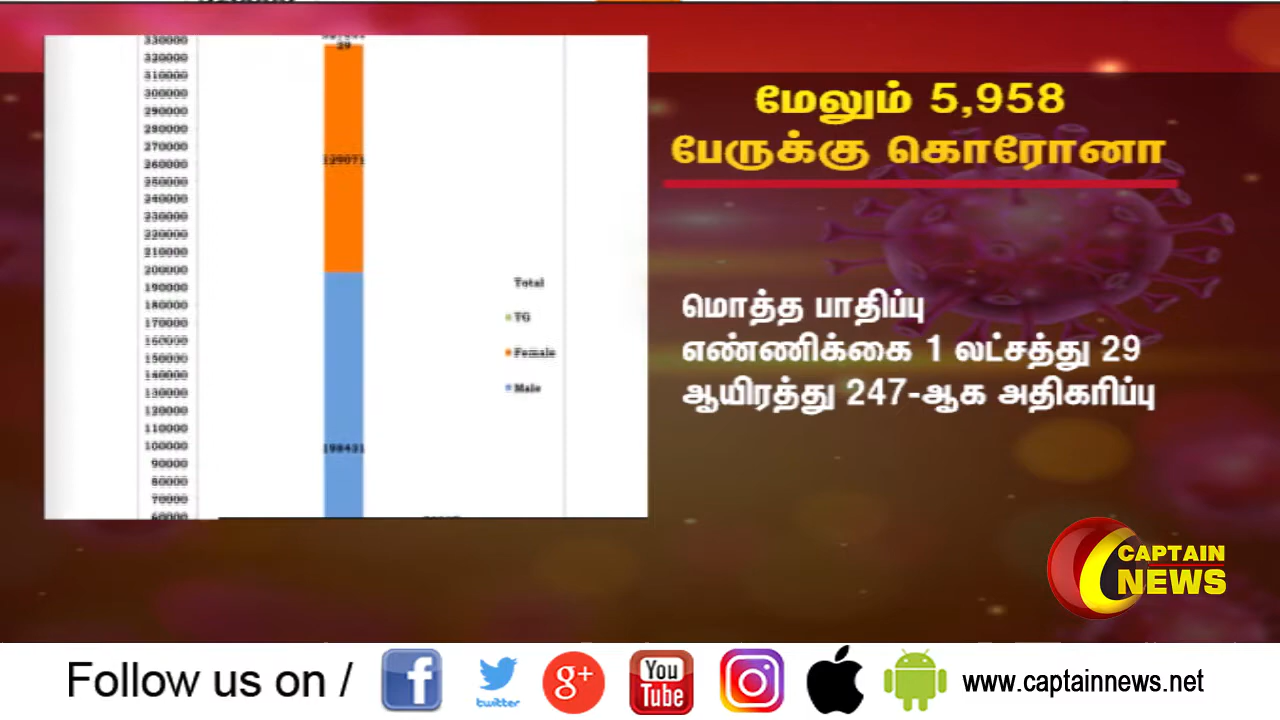 330000
29
320000
310000
300000
290000
280000
270000
260000
129071
250000
240000
230000
220000
210000
200000
190000
180000
170000
160000
150000
140000
130000
120000
110000
100000
198431
90000
80000
70000
60000
Total
TG
Female
Male
மேலும் 5,958
பேருக்கு கொரோனா
மொத்த பாதிப்பு
எண்ணிக்கை 1 லட்சத்து 29
ஆயிரத்து 247-ஆக அதிகரிப்பு
CAPTAIN
NEWS
Follow us on /
f
twitter
g+
You
Tube
www.captainnews.net